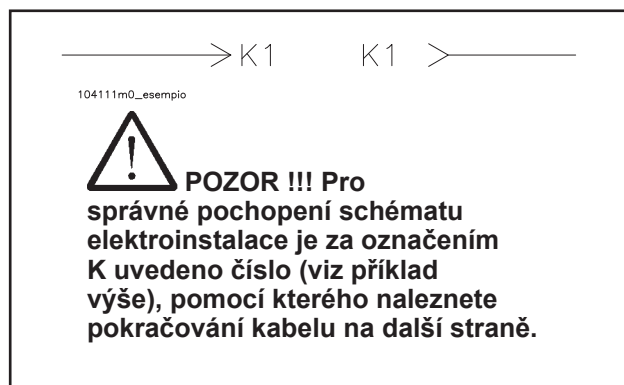 K1 K1
104111m0_esempio
POZOR !!! Pro
správné pochopení schématu
elektroinstalace je za označením
K uvedeno číslo (viz příklad
výše), pomocí kterého naleznete
pokračování kabelu na další straně.